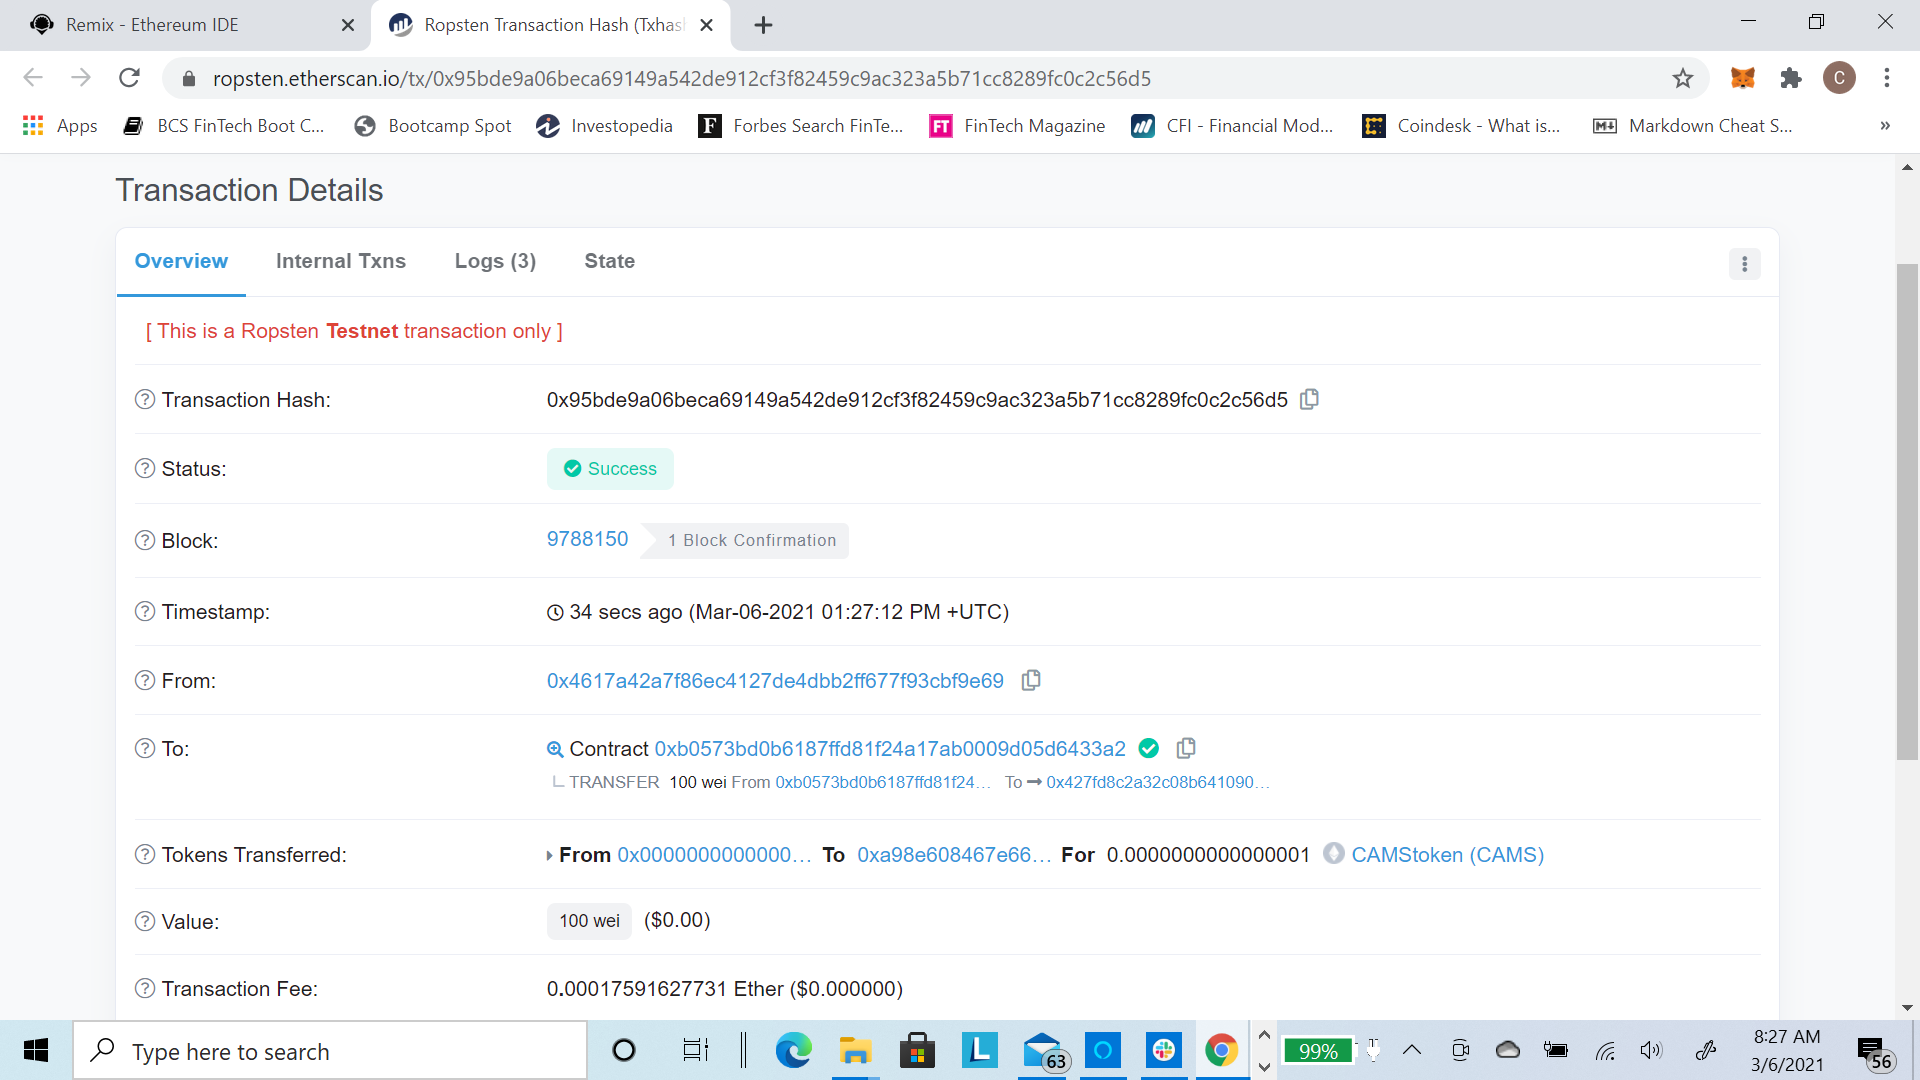 Remix - Ethereum IDE
Ropsten Transaction Hash (Txhas
ropsten.etherscan.io/tx/0x95bde9a06beca69149a542de912cf3f82459c9ac323a5b71cc8289fc0c2c56d5
C
Apps BCS FinTech Boot C... Bootcamp Spot Investopedia F Forbes Search FinTe... FT FinTech Magazine CFI - Financial Mod... Coindesk - What is... M Markdown Cheat S... »
Transaction Details
Overview Internal Txns Logs (3) State
[ This is a Ropsten Testnet transaction only ]
? Transaction Hash: 0x95bde9a06beca69149a542de912cf3f82459c9ac323a5b71cc8289fc0c2c56d5
? Status: Success
? Block: 9788150 1 Block Confirmation
? Timestamp: 34 secs ago (Mar-06-2021 01:27:12 PM +UTC)
? From: 0x4617a42a7f86ec4127de4dbb2ff677f93cbf9e69
? To: Contract 0xb0573bd0b6187ffd81f24a17ab0009d05d6433a2
TRANSFER 100 wei From 0xb0573bd0b6187ffd81f24... To → 0x427fd8c2a32c08b641090...
? Tokens Transferred: From 0x0000000000000... To 0xa98e608467e66... For 0.0000000000000001 CAMStoken (CAMS)
? Value: 100 wei ($0.00)
? Transaction Fee: 0.00017591627731 Ether ($0.000000)
Type here to search
L
63
99%
8:27 AM
3/6/2021
56